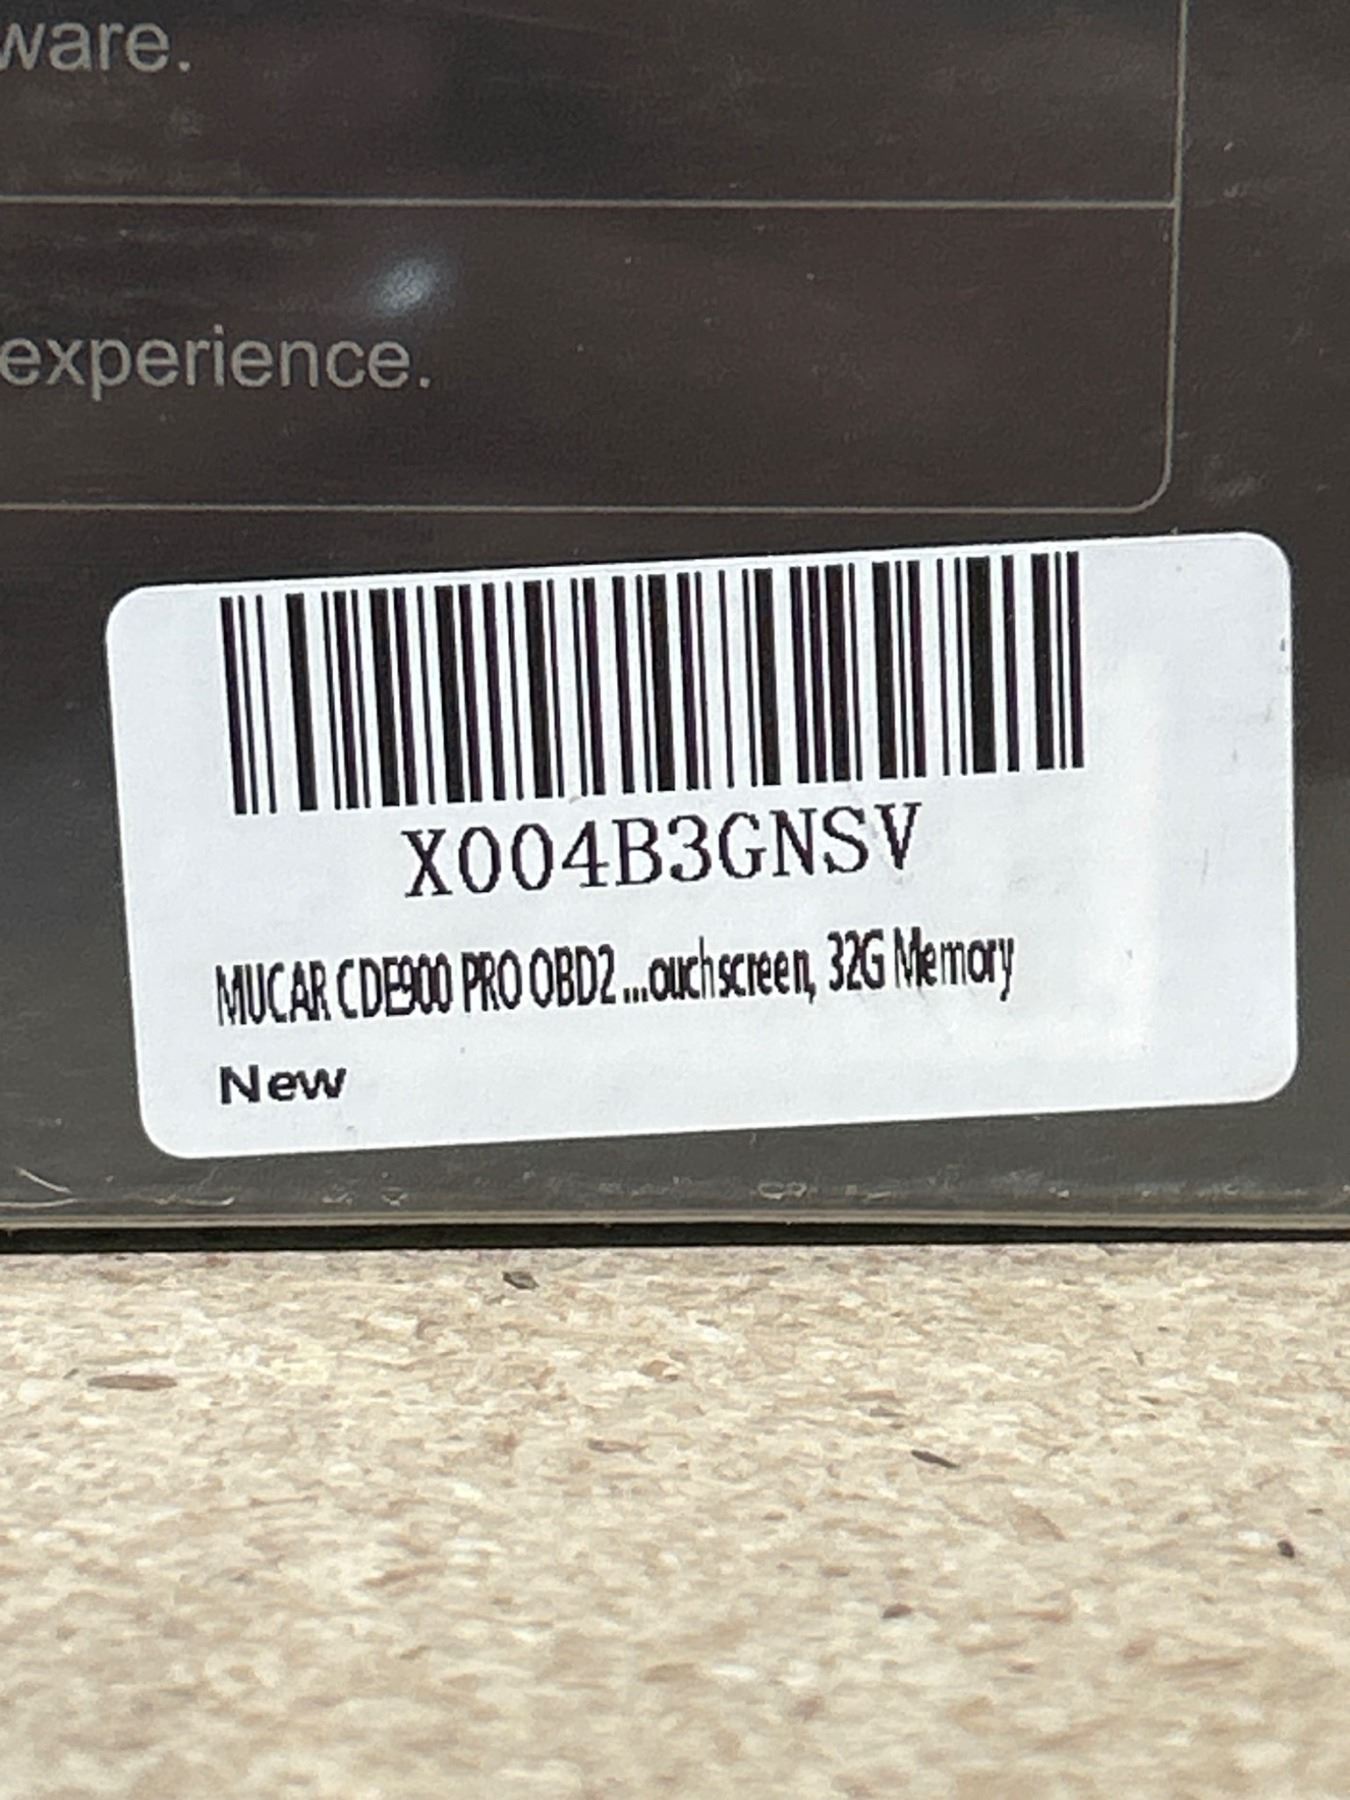 ware.
experience.
X004B3GNSV
MUCAR CDE900 PRO OBD2...ouchscreen, 32G Memory
New